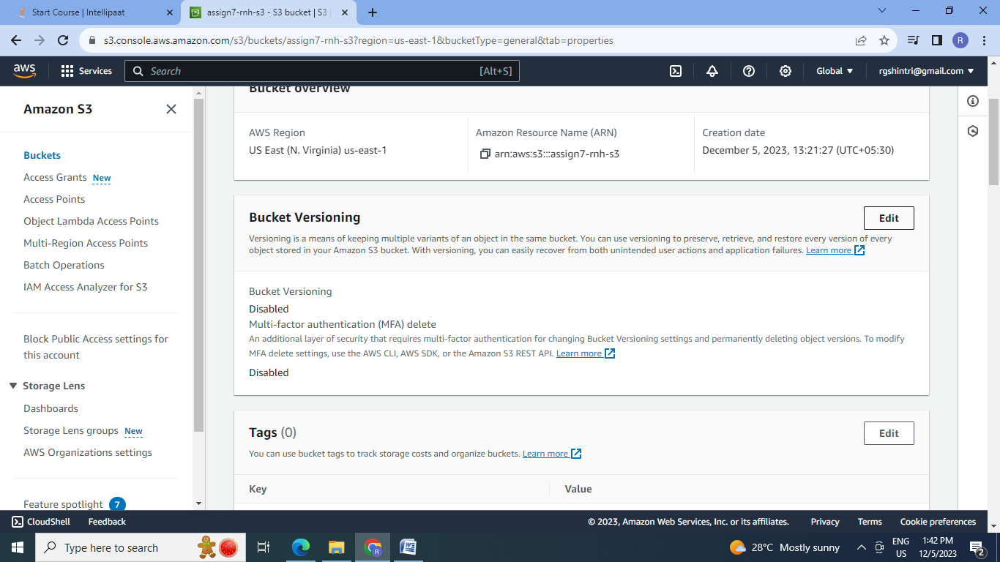 Start Course | Intellipaat
assign7-rnh-s3 - S3 bucket | S3 |
s3.console.aws.amazon.com/s3/buckets/assign7-rnh-s3?region=us-east-1&bucketType=general&tab=properties
R
aws
Services
Search
[Alt+S]
Global
rgshintri@gmail.com
Amazon S3
Buckets
Access Grants New
Access Points
Object Lambda Access Points
Multi-Region Access Points
Batch Operations
IAM Access Analyzer for S3
Block Public Access settings for
this account
Storage Lens
Dashboards
Storage Lens groups New
AWS Organizations settings
Feature spotlight 7
Bucket overview
AWS Region
US East (N. Virginia) us-east-1
Amazon Resource Name (ARN)
arn:aws:s3:::assign7-rnh-s3
Creation date
December 5, 2023, 13:21:27 (UTC+05:30)
Bucket Versioning
Edit
Versioning is a means of keeping multiple variants of an object in the same bucket. You can use versioning to preserve, retrieve, and restore every version of every
object stored in your Amazon S3 bucket. With versioning, you can easily recover from both unintended user actions and application failures. Learn more
Bucket Versioning
Disabled
Multi-factor authentication (MFA) delete
An additional layer of security that requires multi-factor authentication for changing Bucket Versioning settings and permanently deleting object versions. To modify
MFA delete settings, use the AWS CLI, AWS SDK, or the Amazon S3 REST API. Learn more
Disabled
Tags (0)
Edit
You can use bucket tags to track storage costs and organize buckets. Learn more
Key
Value
CloudShell
Feedback
© 2023, Amazon Web Services, Inc. or its affiliates.
Privacy
Terms
Cookie preferences
Type here to search
R
W
28°C Mostly sunny
ENG
US
1:42 PM
12/5/2023
2